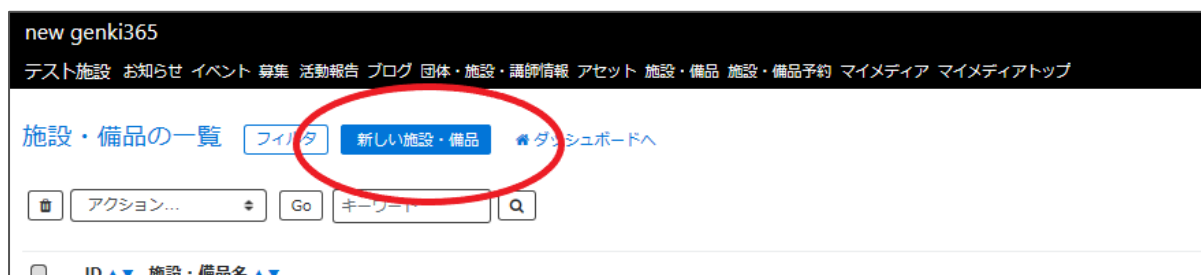 new genki365
テスト施設 お知らせ イベント 募集 活動報告 ブログ 団体・施設・講師情報 アセット 施設・備品 施設・備品予約 マイメディア マイメディアトップ
施設・備品の一覧 フィルタ 新しい施設・備品 ダッシュボードへ
アクション... Go キーワード
ID ▲▼ 施設・備品名 ▲▼